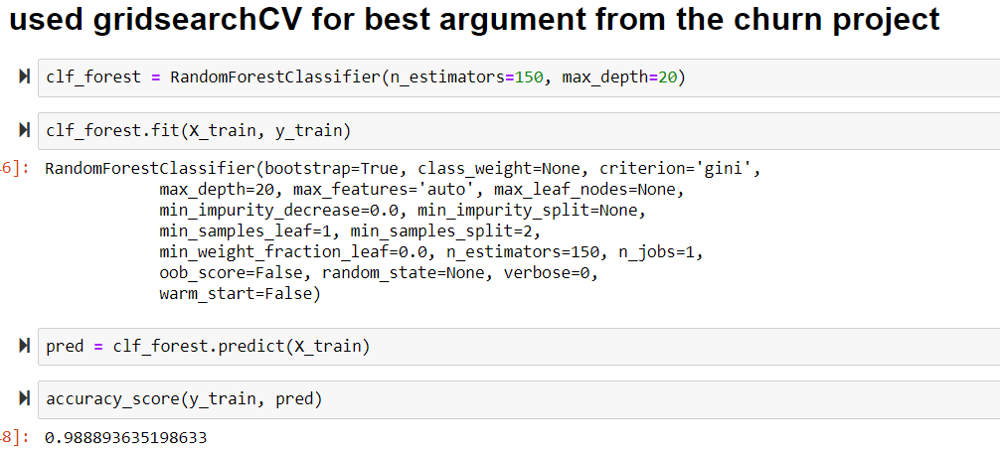 used gridsearchCV for best argument from the churn project
clf_forest = RandomForestClassifier(n_estimators=150, max_depth=20)
clf_forest.fit(X_train, y_train)
6]: RandomForestClassifier(bootstrap=True, class_weight=None, criterion='gini',
max_depth=20, max_features='auto', max_leaf_nodes=None,
min_impurity_decrease=0.0, min_impurity_split=None,
min_samples_leaf=1, min_samples_split=2,
min_weight_fraction_leaf=0.0, n_estimators=150, n_jobs=1,
oob_score=False, random_state=None, verbose=0,
warm_start=False)
pred = clf_forest.predict(X_train)
accuracy_score(y_train, pred)
8]: 0.988893635198633